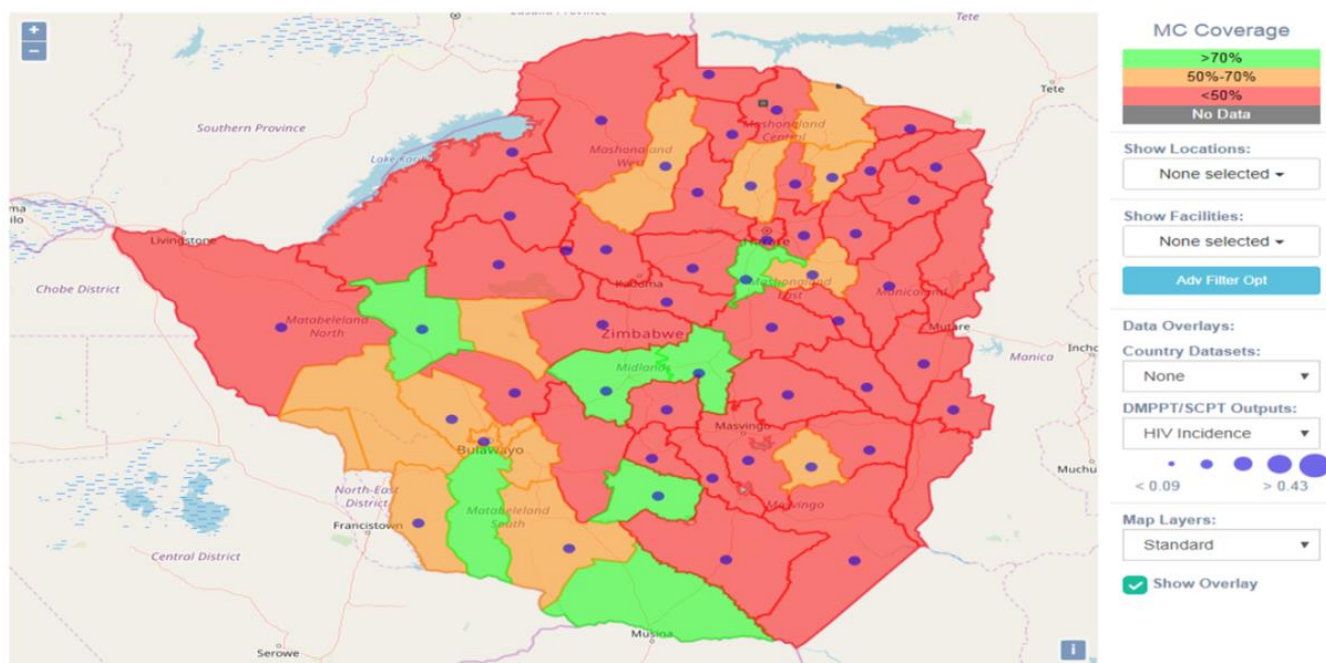 +
−
Tete
Southern Province
Lake Kariba
Livingstone
Chobe District
Matabeleland
North
Mashonaland
West
Mashonaland
Central
Tete
Harare
Kadoma
Mashonaland
East
Manicaland
Mutare
Manica
Zimbabwe
Midlands
Masvingo
Bulawayo
Masvingo
North-East
District
Francistown
Matabeleland
South
Central District
Serowe
Musina
i
MC Coverage
>70%
50%-70%
<50%
No Data
Show Locations:
None selected
Show Facilities:
None selected
Adv Filter Opt
Data Overlays:
Country Datasets:
None
DMPPT/SCPT Outputs:
HIV Incidence
< 0.09 > 0.43
Map Layers:
Standard
Show Overlay